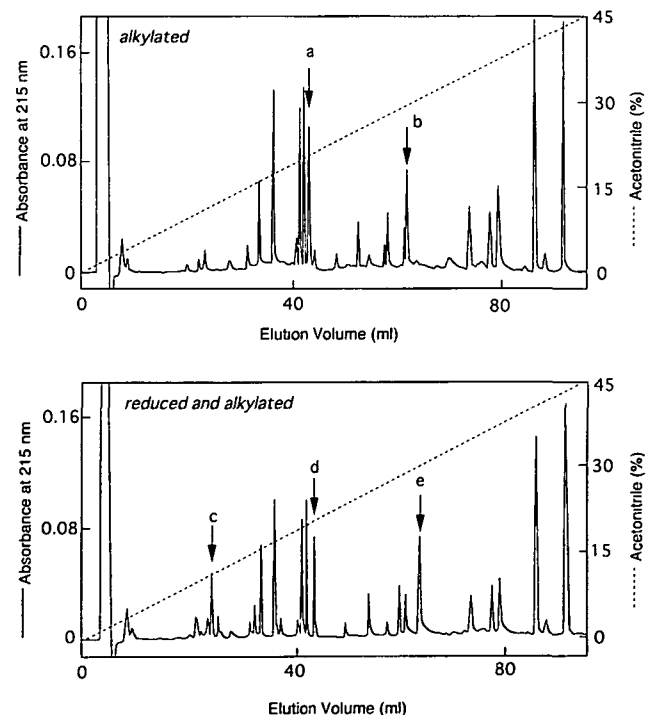 alkylated
a
b
0.16
0.08
0
45
30
15
0
Absorbance at 215 nm
Acetonitrile (%)
0
40
80
Elution Volume (ml)
reduced and alkylated
c
d
e
0.16
0.08
0
45
30
15
0
Absorbance at 215 nm
Acetonitrile (%)
0
40
80
Elution Volume (ml)